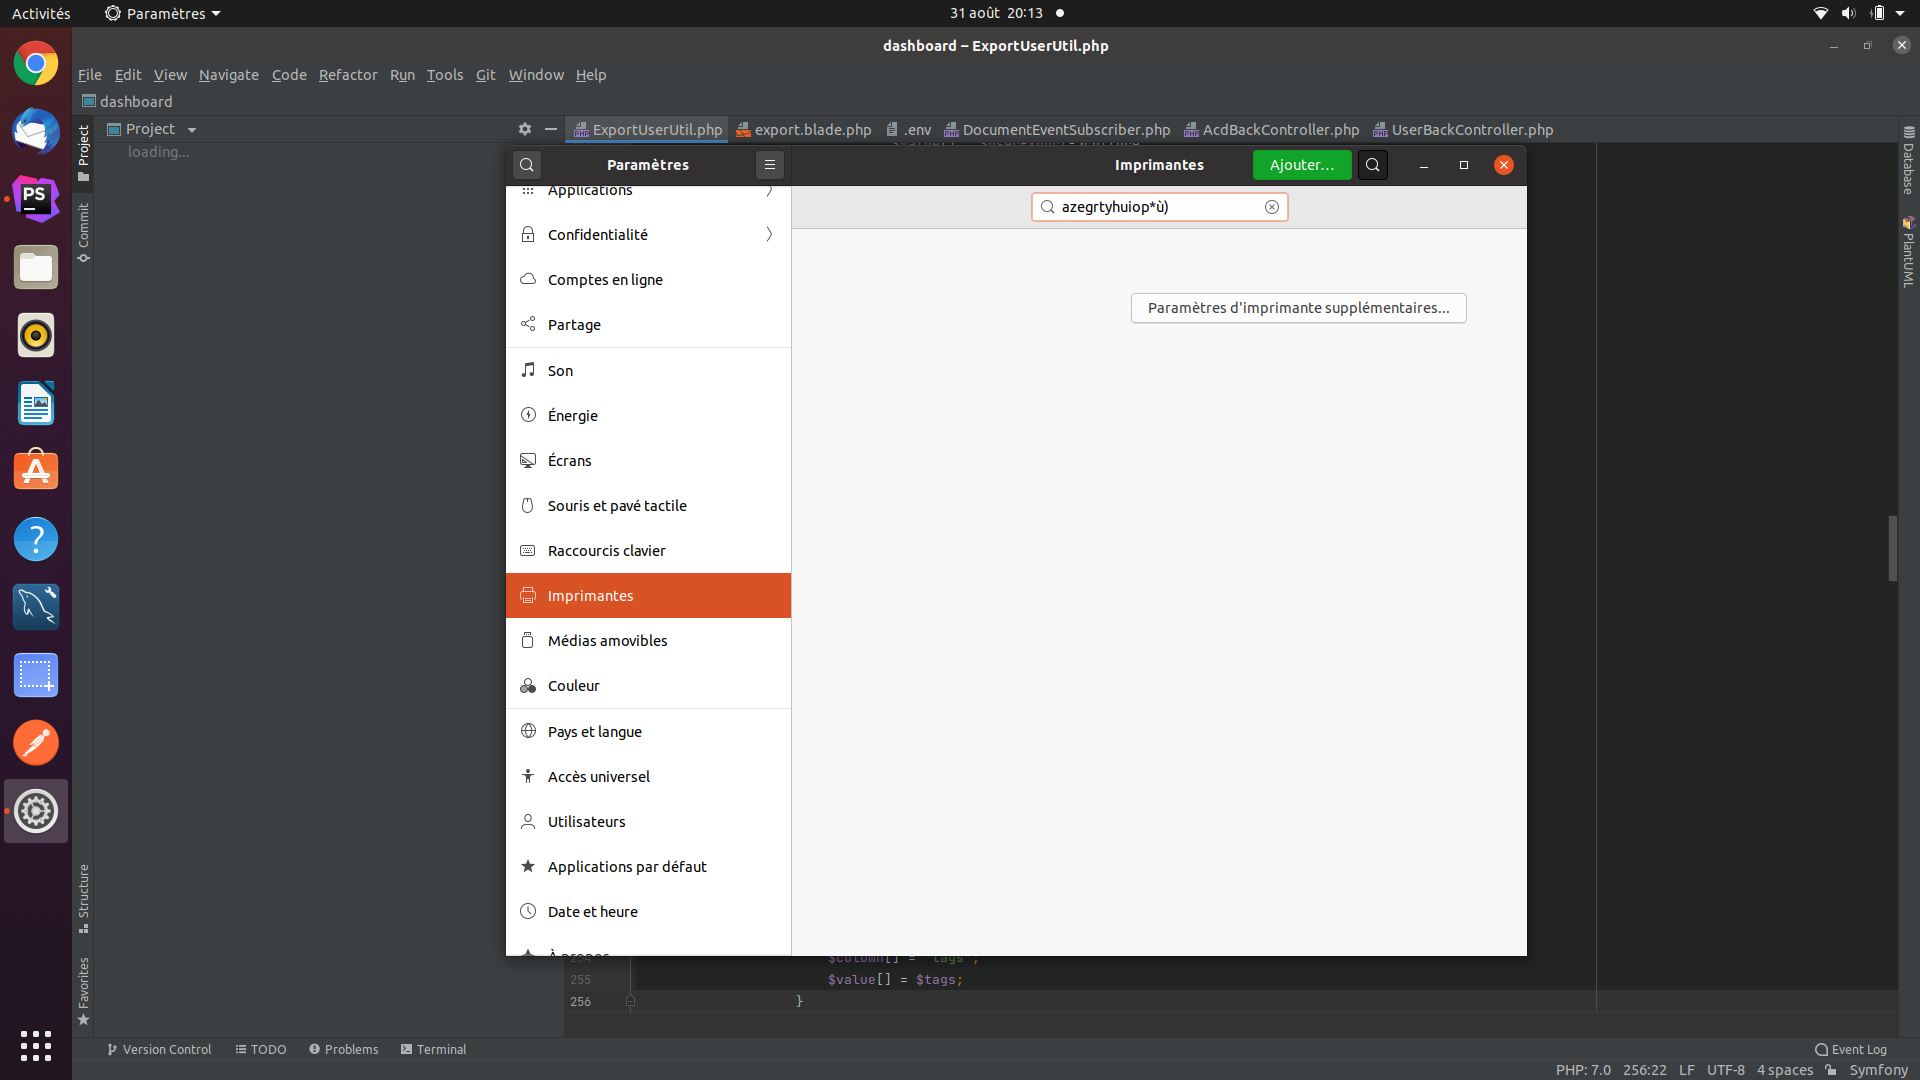 Activités
Paramètres
31 août 20:13
dashboard – ExportUserUtil.php
File Edit View Navigate Code Refactor Run Tools Git Window Help
dashboard
Project
loading...
ExportUserUtil.php
export.blade.php
.env
DocumentEventSubscriber.php
AcdBackController.php
UserBackController.php
Project
Commit
Structure
Favorites
Database
PlantUML
PS
Paramètres
Imprimantes
Ajouter…
Applications
Confidentialité
Comptes en ligne
Partage
Son
Énergie
Écrans
Souris et pavé tactile
Raccourcis clavier
Imprimantes
Médias amovibles
Couleur
Pays et langue
Accès universel
Utilisateurs
Applications par défaut
Date et heure
À propos
azegrtyhuiop*ù)
Paramètres d'imprimante supplémentaires…
254 $column[] = 'tags';
255 $value[] = $tags;
256 }
Version Control
TODO
Problems
Terminal
Event Log
PHP: 7.0 256:22 LF UTF-8 4 spaces Symfony